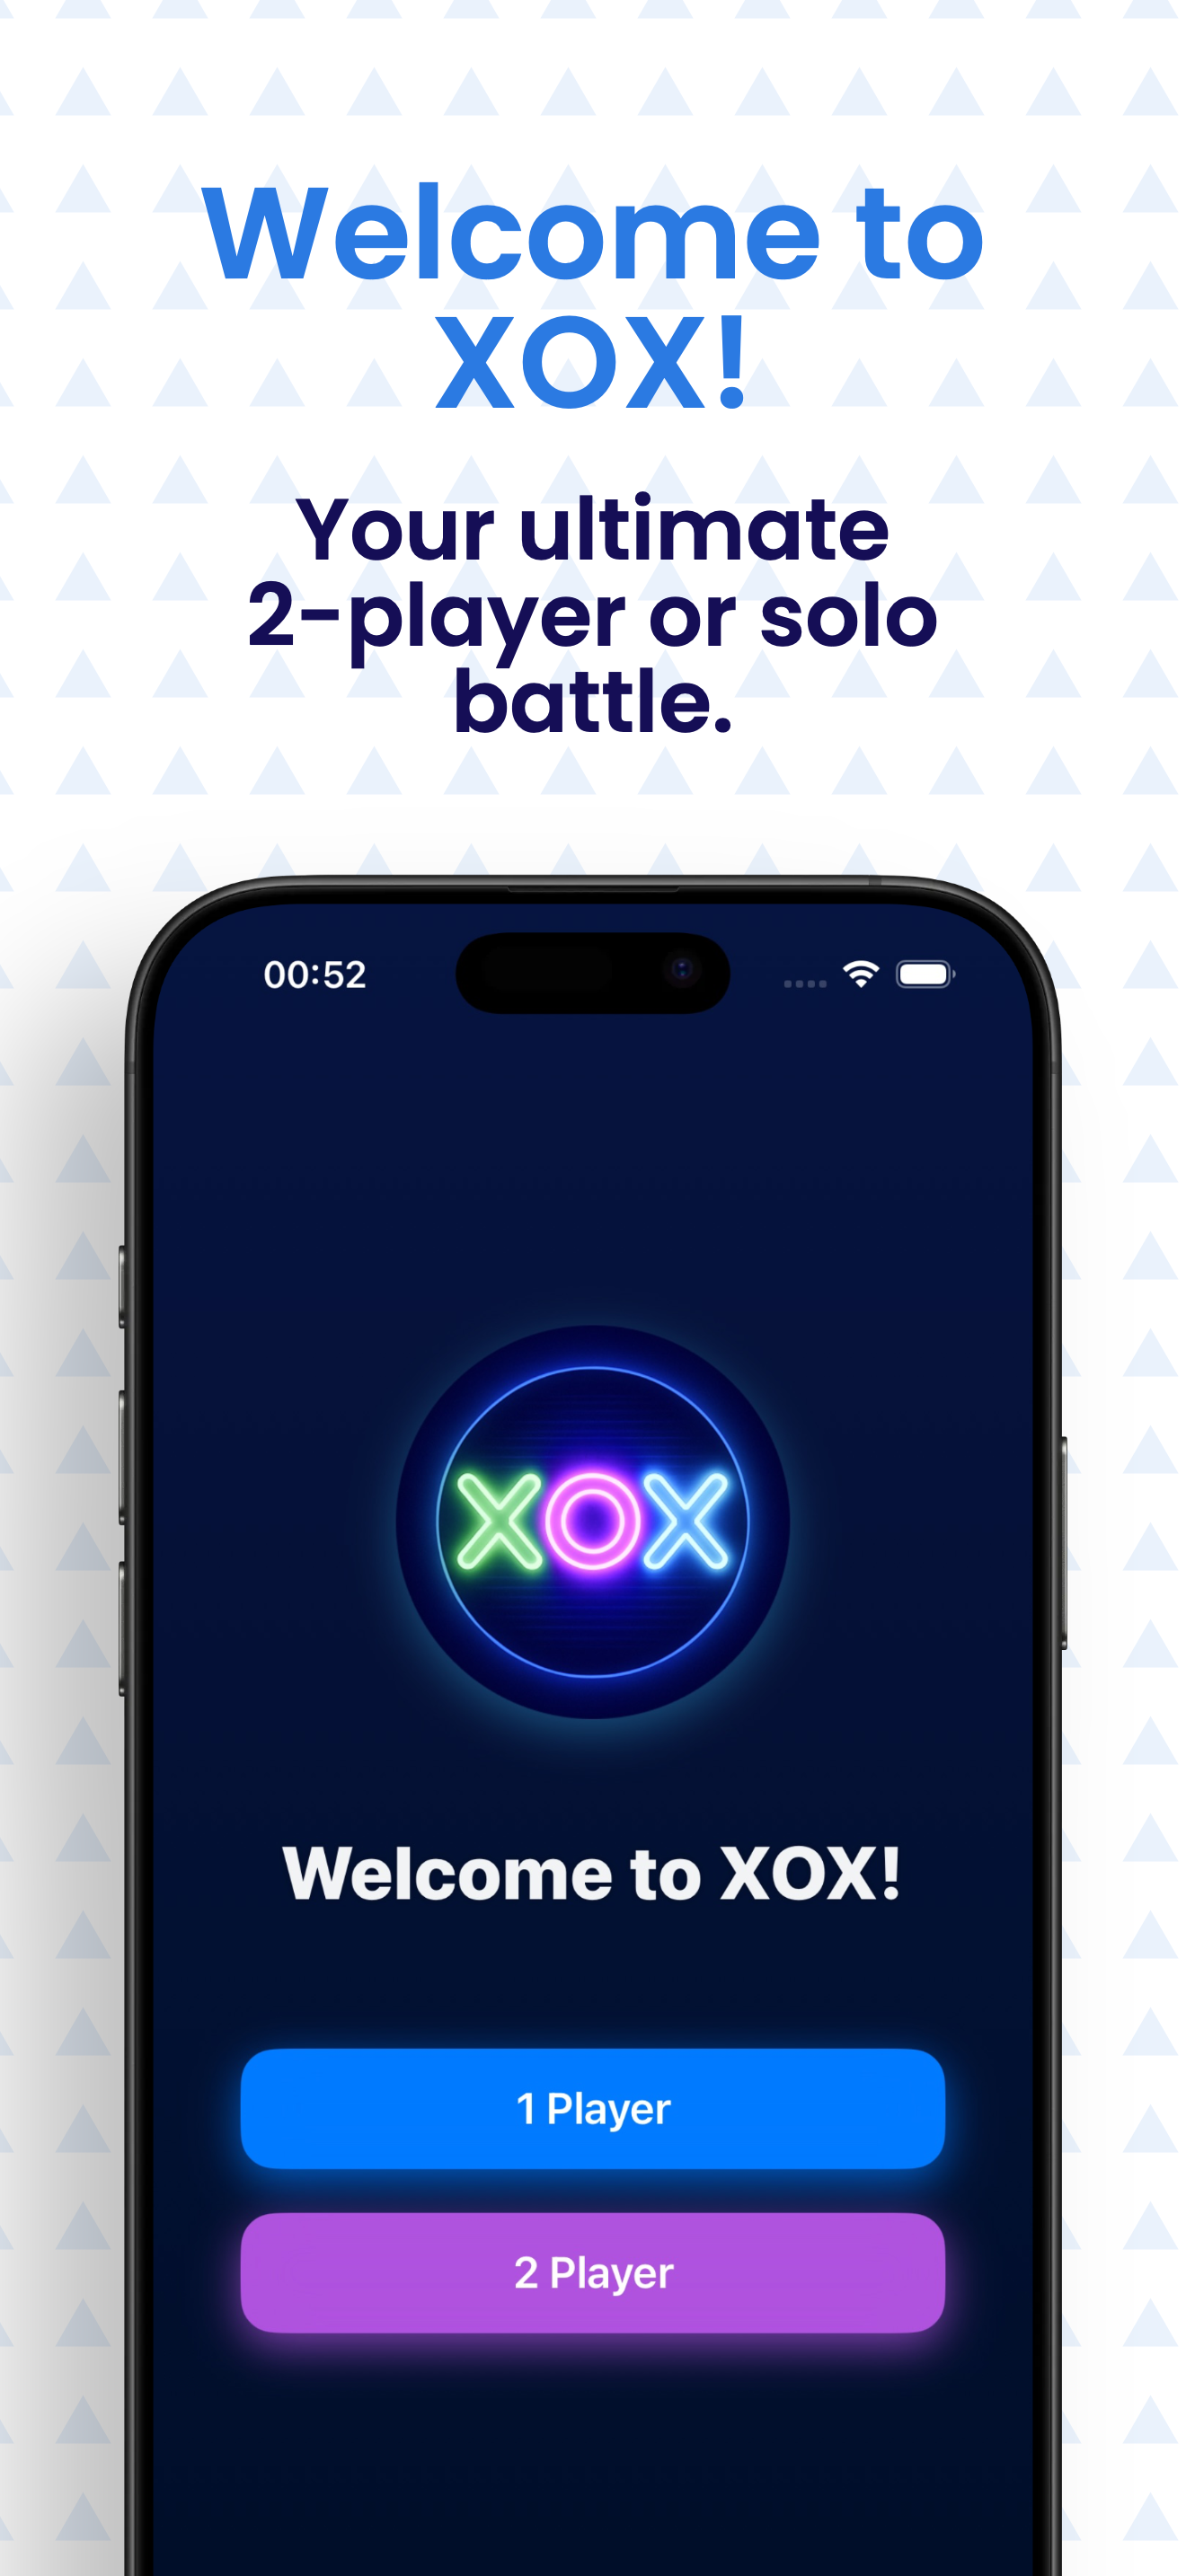 Welcome to
XOX!
Your ultimate
2-player or solo
battle.
00:52
XOX
Welcome to XOX!
1 Player
2 Player